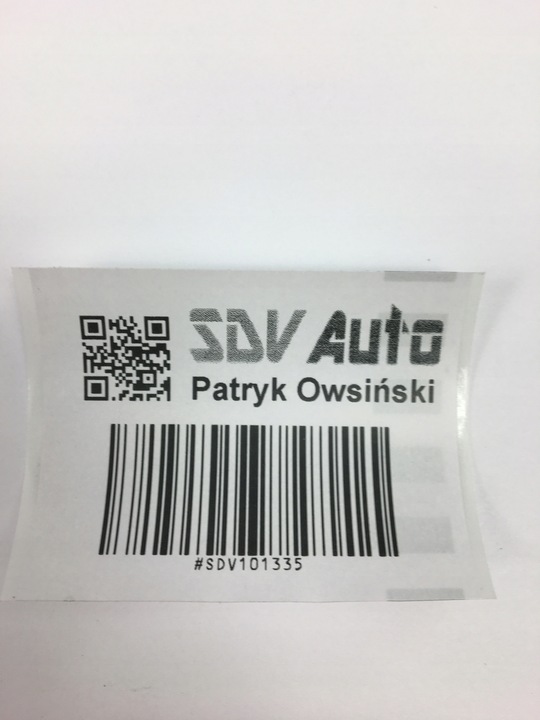 SDV Auto
Patryk Owsiński
#SDV101335